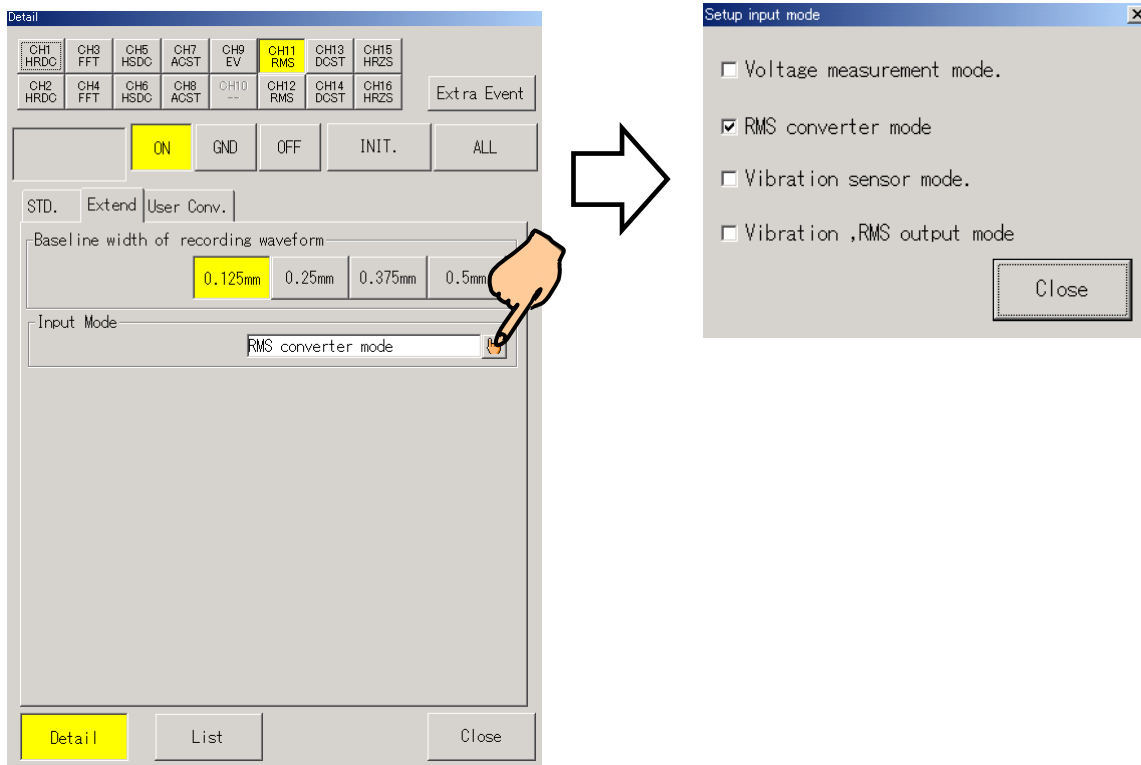 Detail
CH1 CH3 CH5 CH7 CH9 CH11 CH13 CH15
HRDC FFT HSDC ACST EV RMS DCST HRZS
CH2 CH4 CH6 CH8 CH10 CH12 CH14 CH16
HRDC FFT HSDC ACST -- RMS DCST HRZS
Extra Event
ON GND OFF INIT. ALL
STD. Extend User Conv.
Baseline width of recording waveform
0.125mm 0.25mm 0.375mm 0.5mm
Input Mode
RMS converter mode
Detail List Close
Setup input mode
Voltage measurement mode.
RMS converter mode
Vibration sensor mode.
Vibration ,RMS output mode
Close